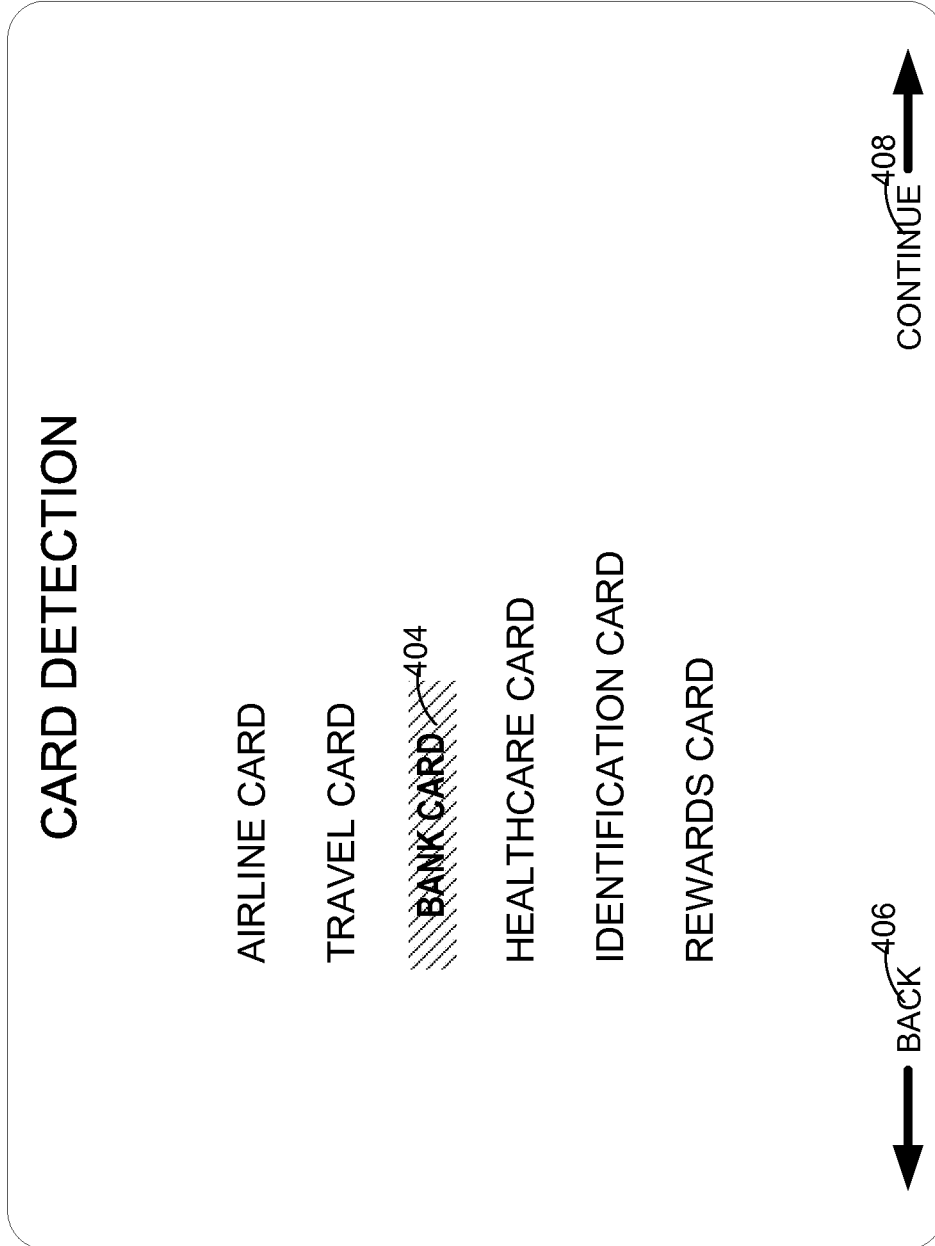 CARD DETECTION
AIRLINE CARD
TRAVEL CARD
BANK CARD
404
HEALTHCARE CARD
IDENTIFICATION CARD
REWARDS CARD
406
408
BACK
CONTINUE